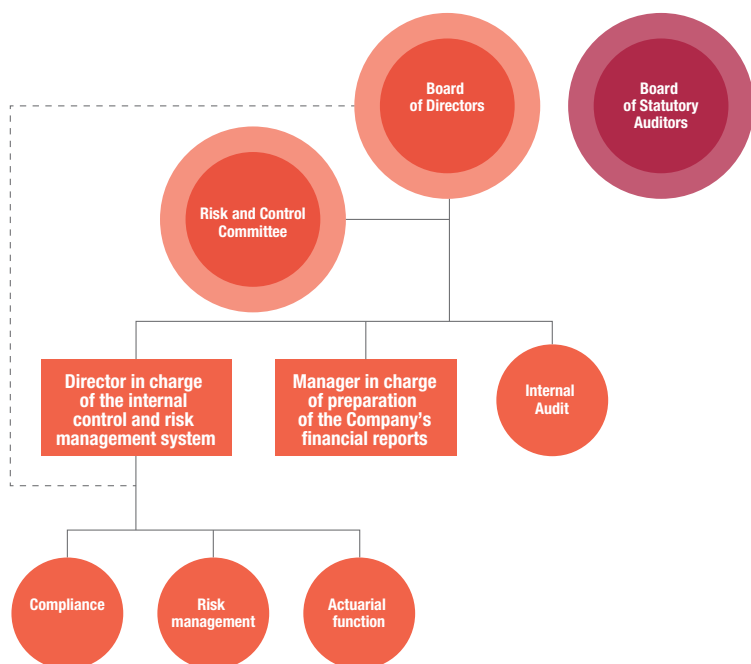 Board
of Directors
Board
of Statutory
Auditors
Risk and Control
Committee
Director in charge
of the internal
control and risk
management system
Manager in charge
of preparation
of the Company's
financial reports
Internal
Audit
Compliance
Risk
management
Actuarial
function